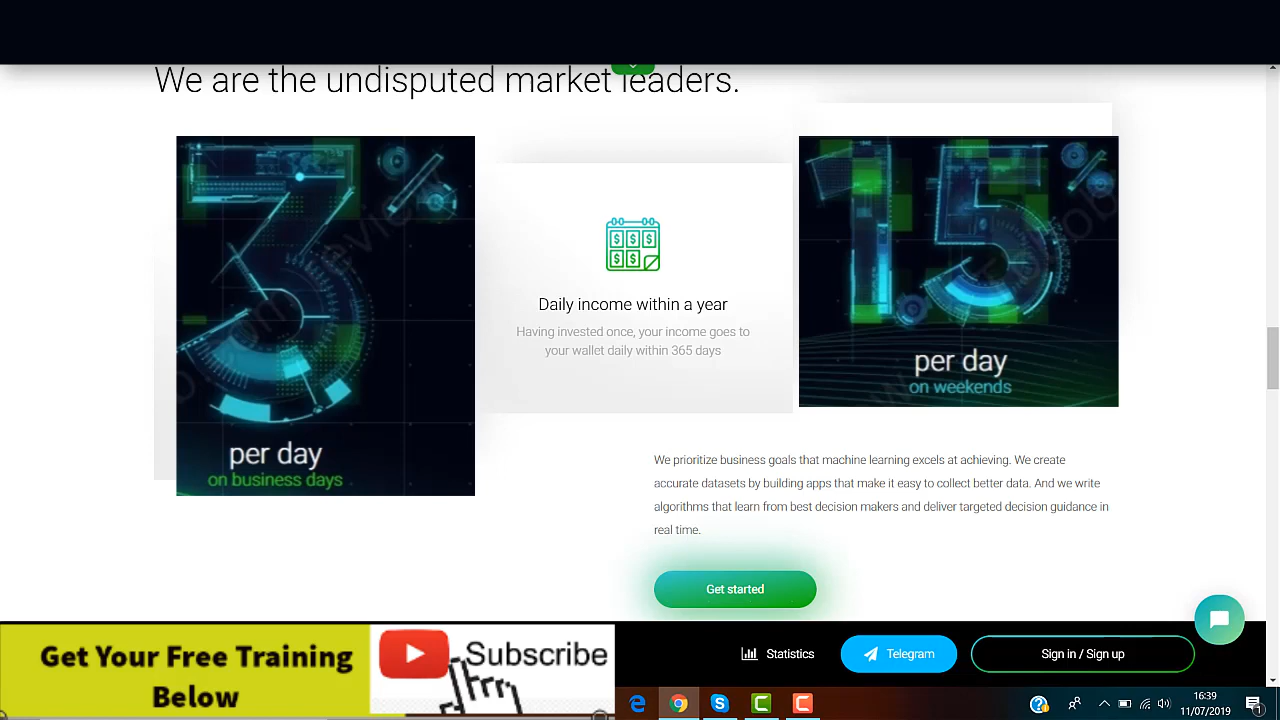 We are the undisputed market leaders.
3%
per day
on business days
Daily income within a year
Having invested once, your income goes to
your wallet daily within 365 days
15%
per day
on weekends
We prioritize business goals that machine learning excels at achieving. We create
accurate datasets by building apps that make it easy to collect better data. And we write
algorithms that learn from best decision makers and deliver targeted decision guidance in
real time.
Get started
Get Your Free Training
Below
Subscribe
Statistics
Telegram
Sign in / Sign up
16:39
11/07/2019